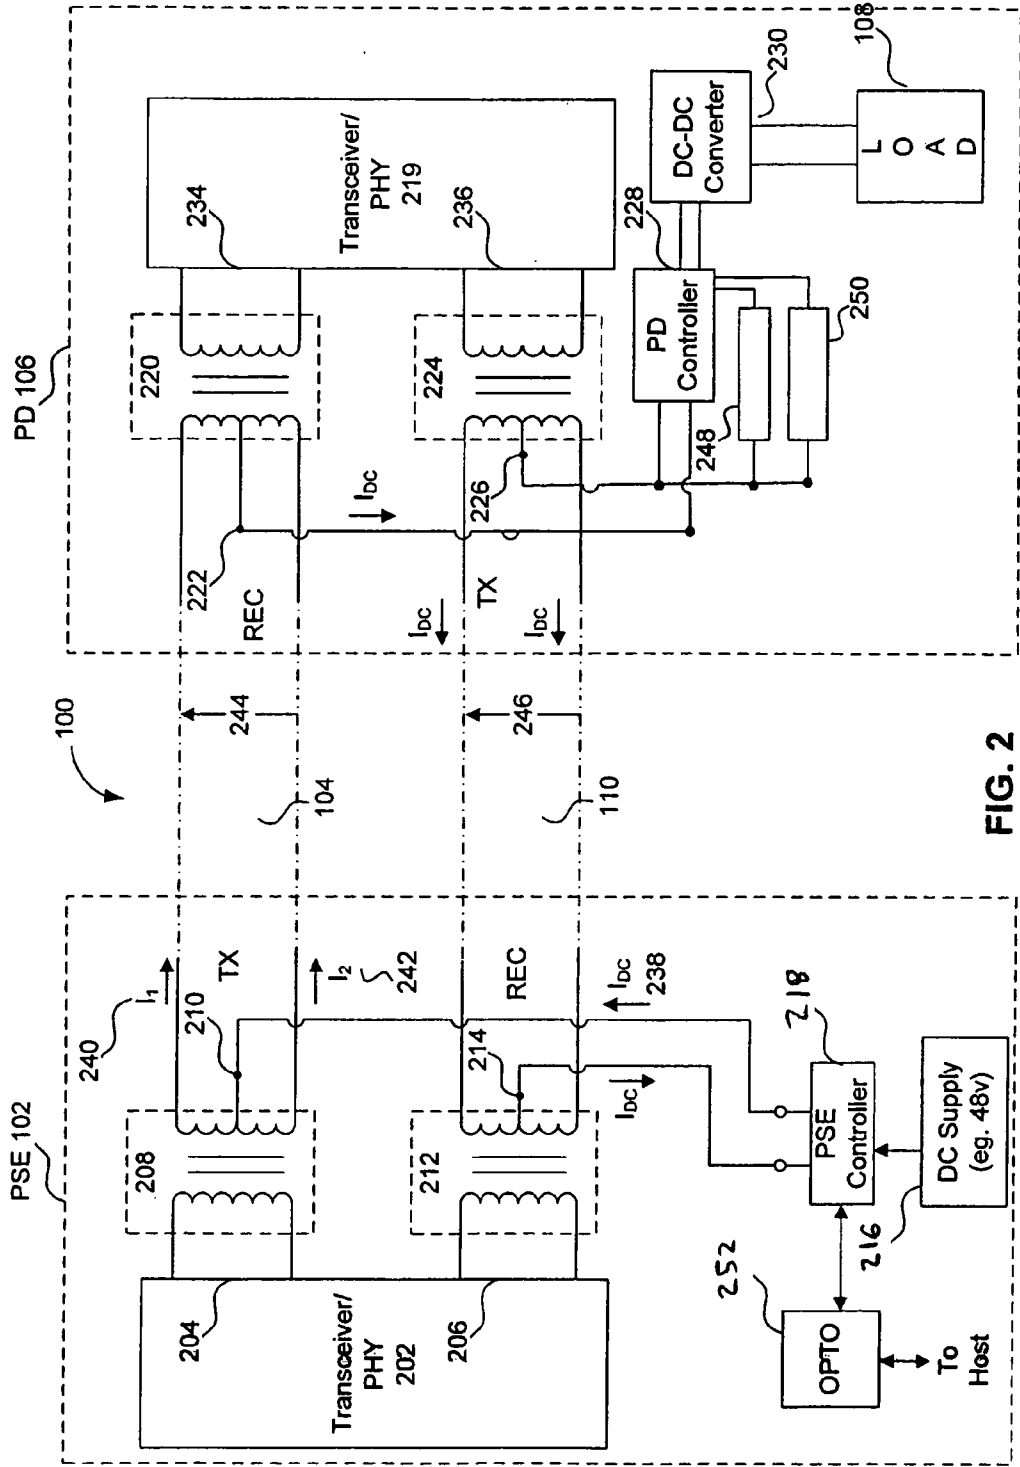 PSE 102
100
PD 106
240
I1
TX
210
I2
242
208
204
Transceiver/
PHY
202
206
212
214
REC
IDC
IDC
238
218
PSE
Controller
DC Supply
(eg. 48v)
216
252
OPTO
To
Host
244
104
246
110
222
REC
220
234
Transceiver/
PHY
219
236
224
226
IDC
IDC
IDC
TX
PD
Controller
228
DC-DC
Converter
230
108
LOAD
248
250
FIG. 2